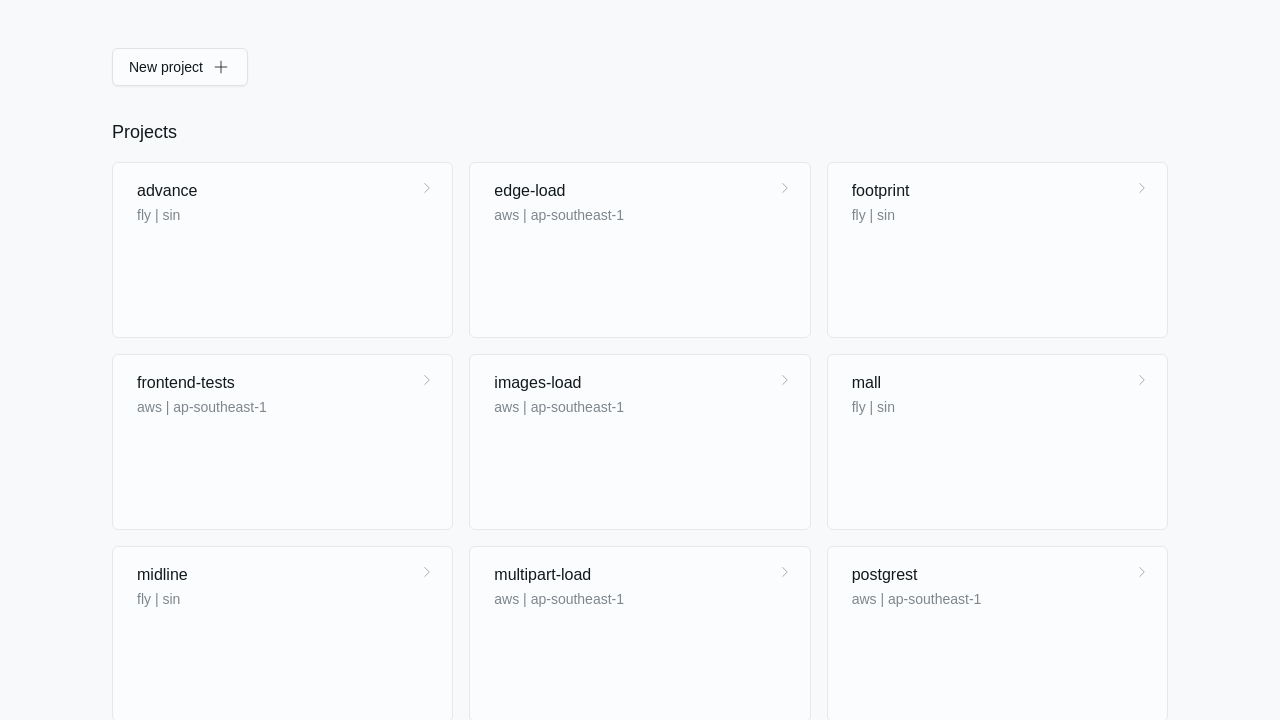 New project
Projects
advance
fly | sin
edge-load
aws | ap-southeast-1
footprint
fly | sin
frontend-tests
aws | ap-southeast-1
images-load
aws | ap-southeast-1
mall
fly | sin
midline
fly | sin
multipart-load
aws | ap-southeast-1
postgrest
aws | ap-southeast-1